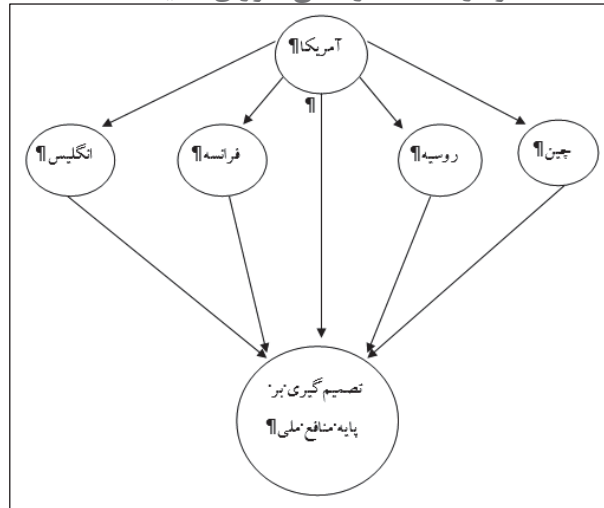 آمریکا¶
¶
چین¶
روسیه¶
فرانسه¶
انگلیس¶
تصمیم‌گیری·بر·
پایه·منافع·ملی¶